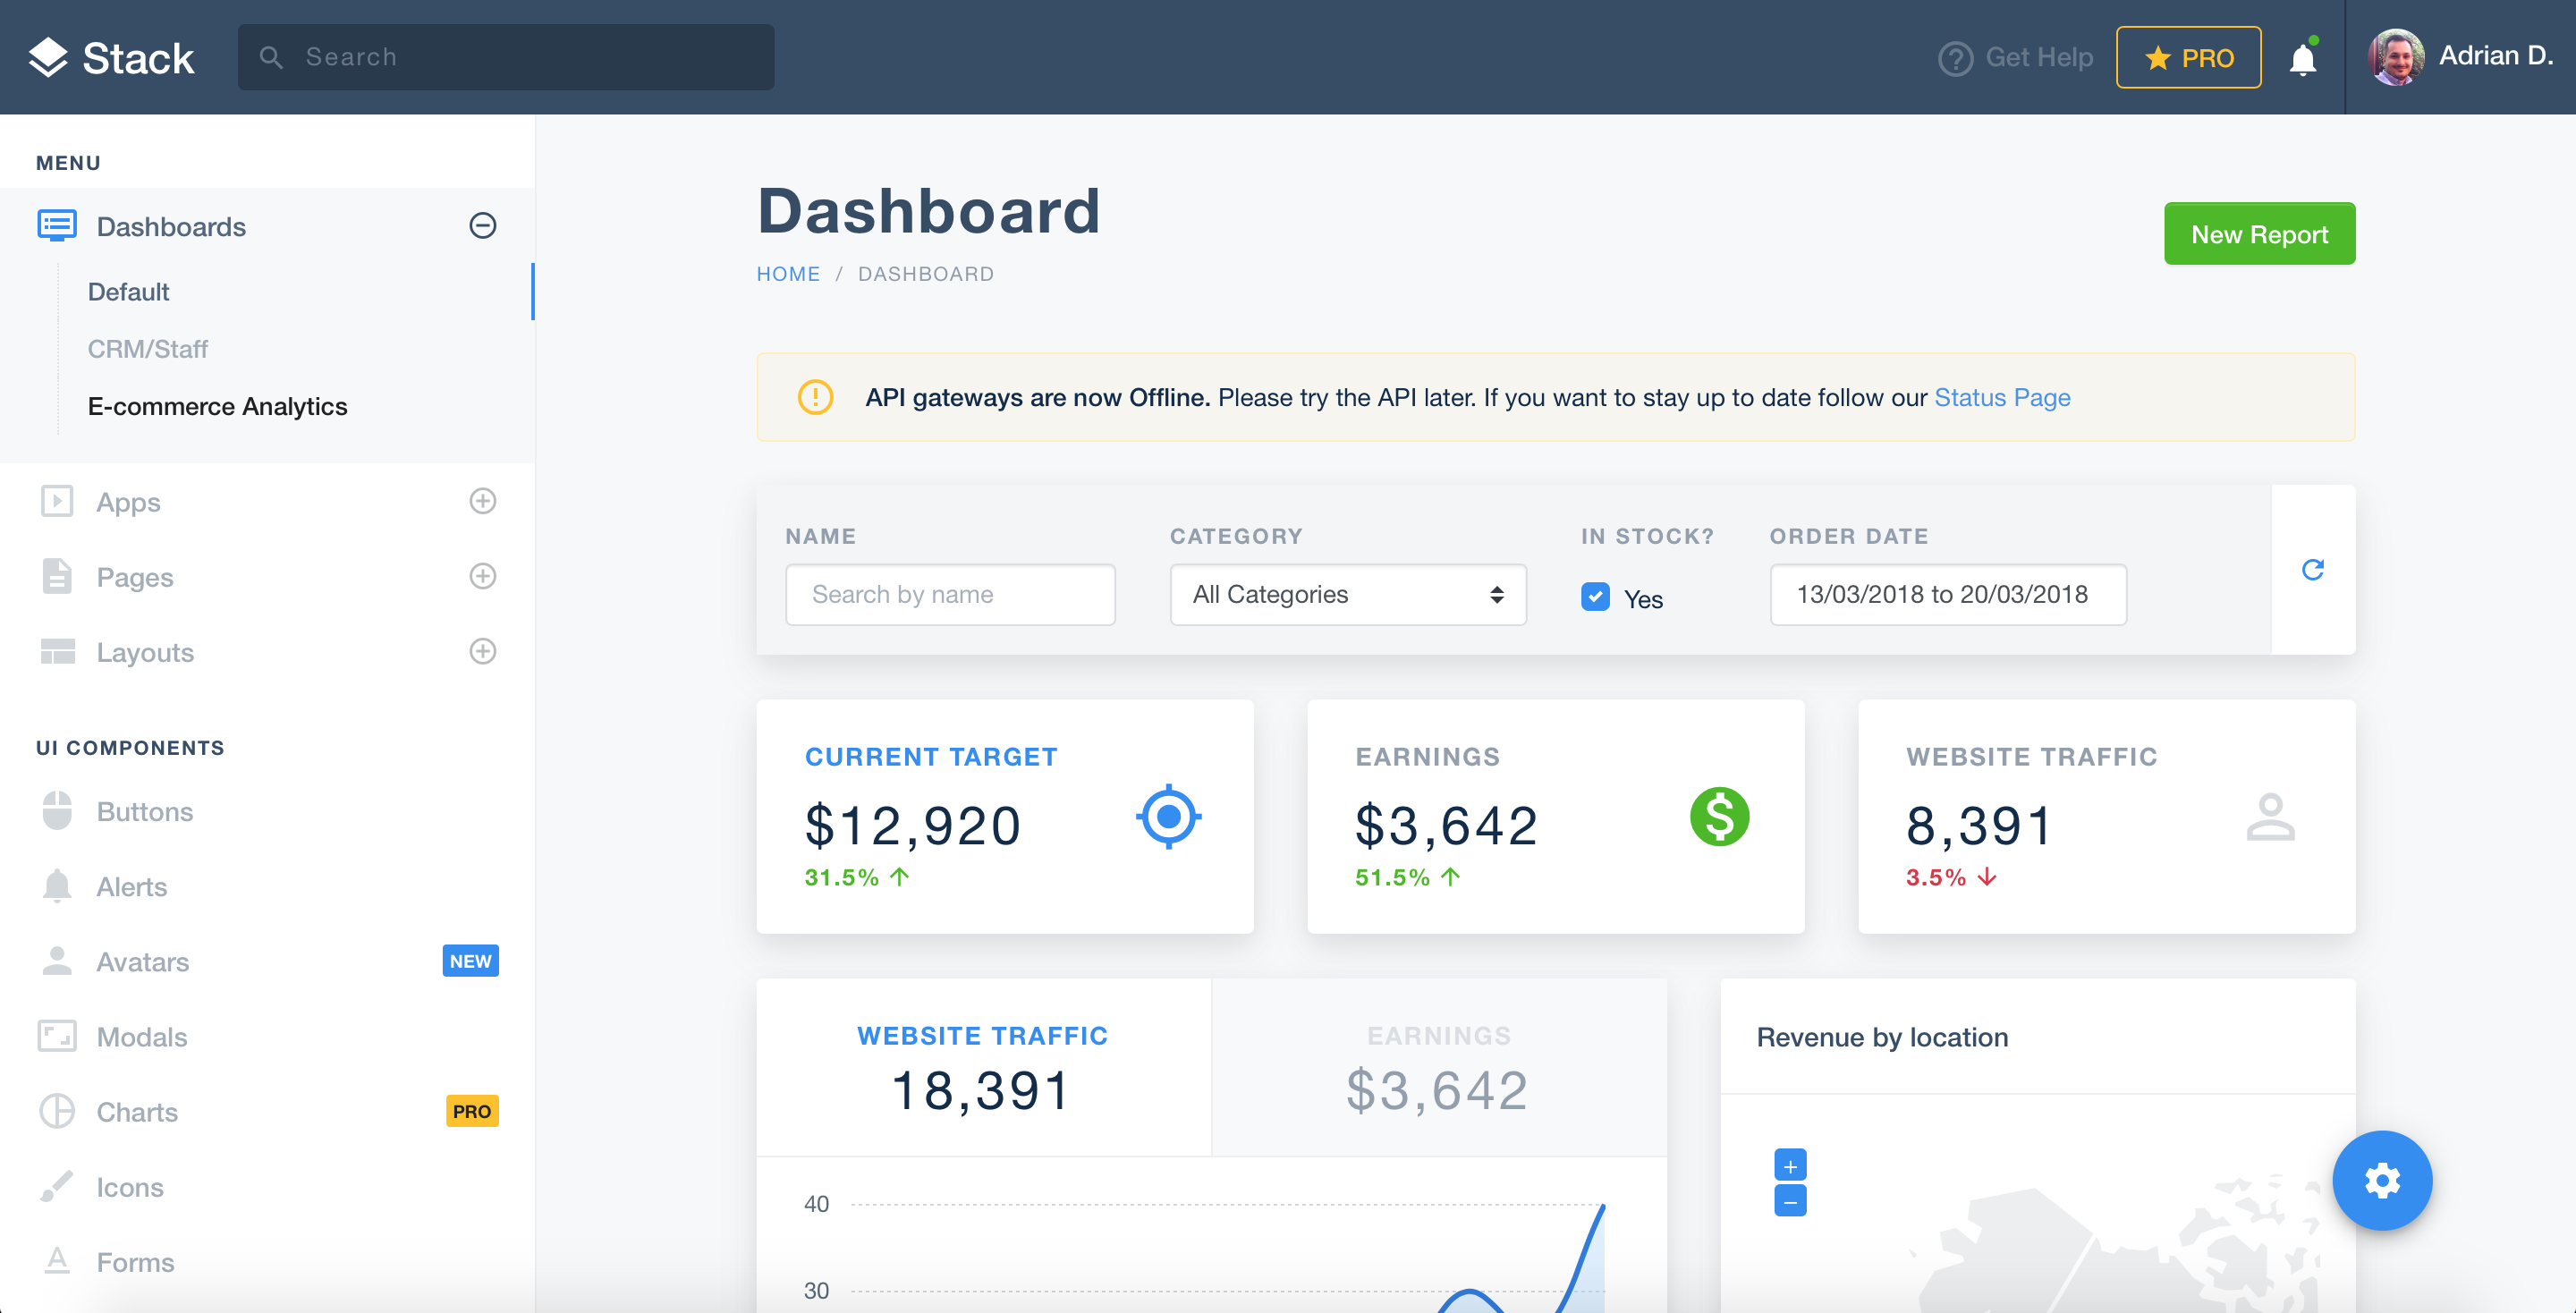 Stack
Search
Get Help
PRO
Adrian D.
MENU
Dashboards
Default
CRM/Staff
E-commerce Analytics
Apps
Pages
Layouts
UI COMPONENTS
Buttons
Alerts
Avatars
NEW
Modals
Charts
PRO
Icons
Forms
Dashboard
HOME / DASHBOARD
New Report
API gateways are now Offline. Please try the API later. If you want to stay up to date follow our Status Page
NAME
Search by name
CATEGORY
All Categories
IN STOCK?
Yes
ORDER DATE
13/03/2018 to 20/03/2018
CURRENT TARGET
$12,920
31.5%
EARNINGS
$3,642
51.5%
WEBSITE TRAFFIC
8,391
3.5%
WEBSITE TRAFFIC
18,391
EARNINGS
$3,642
40
30
Revenue by location
+
−